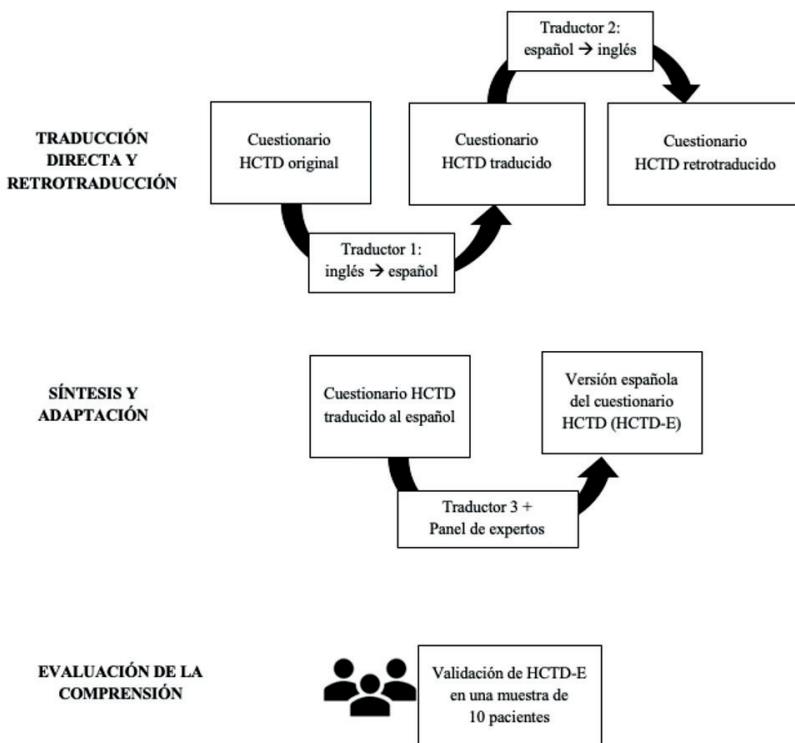 Traductor 2:
español → inglés
TRADUCCIÓN
DIRECTA Y
RETROTRADUCCIÓN
Cuestionario
HCTD original
Cuestionario
HCTD traducido
Cuestionario
HCTD retrotraducido
Traductor 1:
inglés → español
SÍNTESIS Y
ADAPTACIÓN
Cuestionario HCTD
traducido al español
Versión española
del cuestionario
HCTD (HCTD-E)
Traductor 3 +
Panel de expertos
EVALUACIÓN DE LA
COMPRENSIÓN
Validación de HCTD-E
en una muestra de
10 pacientes